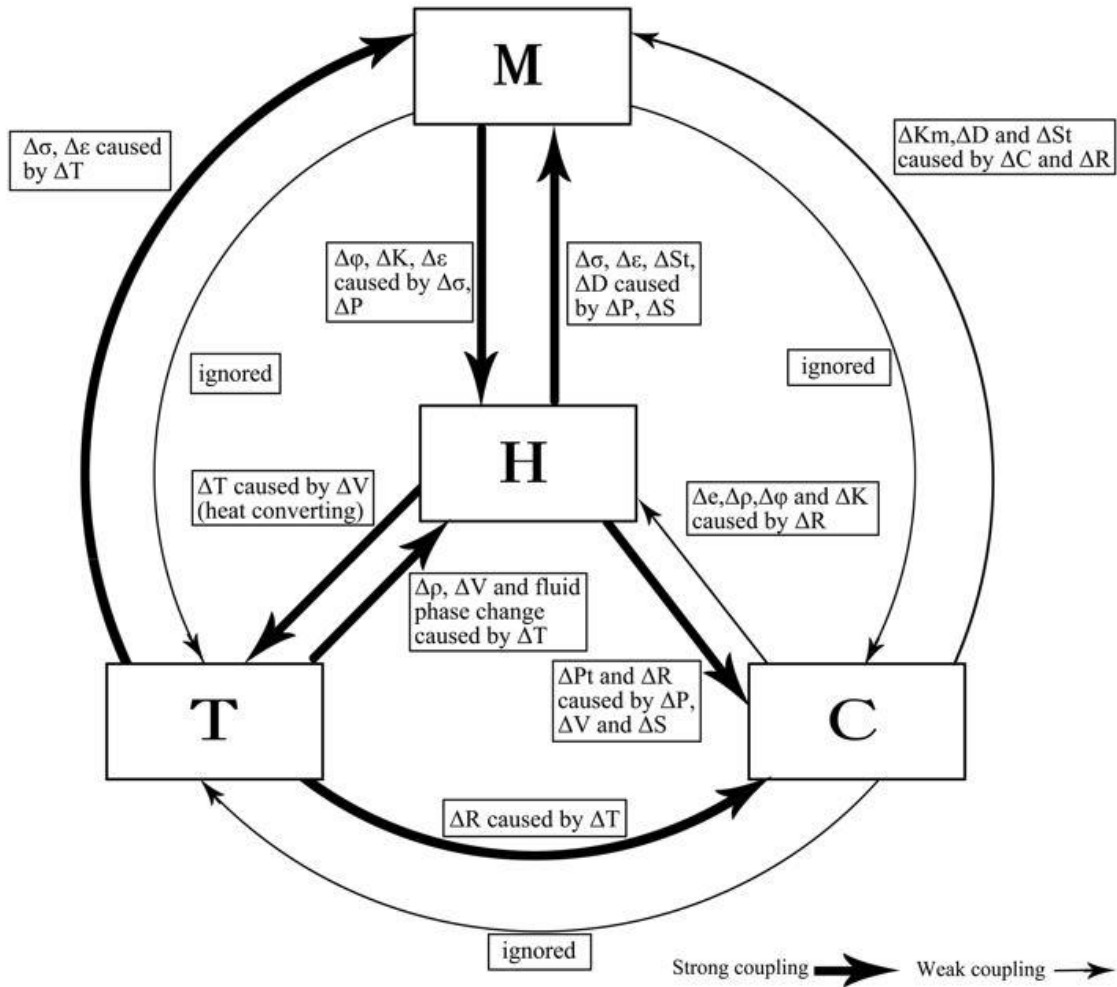 M
Δσ, Δε caused
by ΔT
ΔKm,ΔD and ΔSt
caused by ΔC and ΔR
Δφ, ΔK, Δε
caused by Δσ,
ΔP
Δσ, Δε, ΔSt,
ΔD caused
by ΔP, ΔS
ignored
ignored
H
ΔT caused by ΔV
(heat converting)
Δe,Δρ,Δφ and ΔK
caused by ΔR
Δρ, ΔV and fluid
phase change
caused by ΔT
ΔPt and ΔR
caused by ΔP,
ΔV and ΔS
T
C
ΔR caused by ΔT
ignored
Strong coupling
Weak coupling